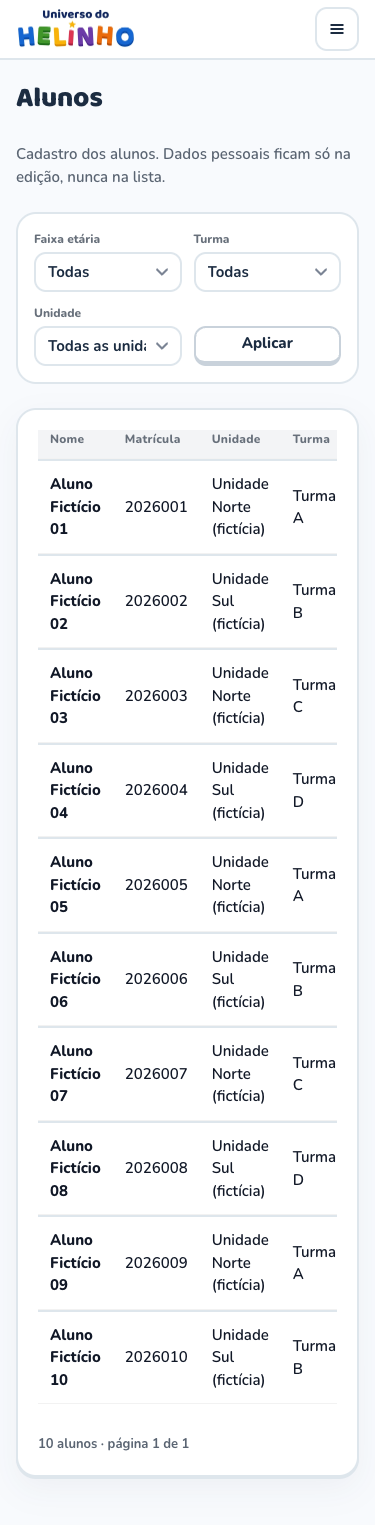 Universo do
HELINHO
Alunos
Cadastro dos alunos. Dados pessoais ficam só na
edição, nunca na lista.
Faixa etária Turma
Todas Todas
Unidade
Todas as unida Aplicar
Nome Matrícula Unidade Turma
Aluno Fictício 01 2026001 Unidade Norte (fictícia) Turma A
Aluno Fictício 02 2026002 Unidade Sul (fictícia) Turma B
Aluno Fictício 03 2026003 Unidade Norte (fictícia) Turma C
Aluno Fictício 04 2026004 Unidade Sul (fictícia) Turma D
Aluno Fictício 05 2026005 Unidade Norte (fictícia) Turma A
Aluno Fictício 06 2026006 Unidade Sul (fictícia) Turma B
Aluno Fictício 07 2026007 Unidade Norte (fictícia) Turma C
Aluno Fictício 08 2026008 Unidade Sul (fictícia) Turma D
Aluno Fictício 09 2026009 Unidade Norte (fictícia) Turma A
Aluno Fictício 10 2026010 Unidade Sul (fictícia) Turma B
10 alunos · página 1 de 1